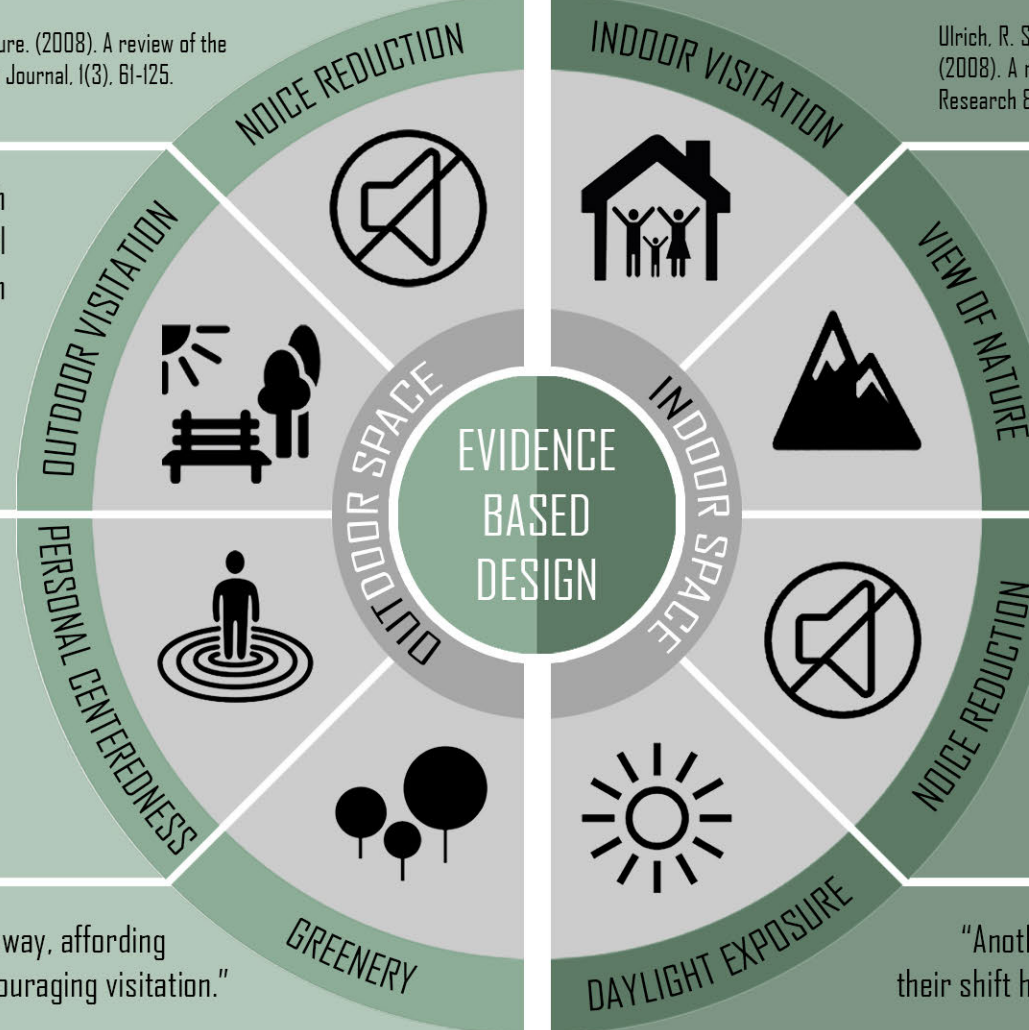 ure. (2008). A review of the
Journal, 1(3), 61-125.
NOICE REDUCTION
INDOOR VISITATION
Ulrich, R. S
(2008). A r
Research &
OUTDOOR VISITATION
VIEW OF NATURE
OUTDOOR SPACE
INDOOR SPACE
EVIDENCE
BASED
DESIGN
PERSONAL CENTEREDNESS
NOICE REDUCTION
GREENERY
DAYLIGHT EXPOSURE
way, affording
ouraging visitation."
"Anoth
their shift h